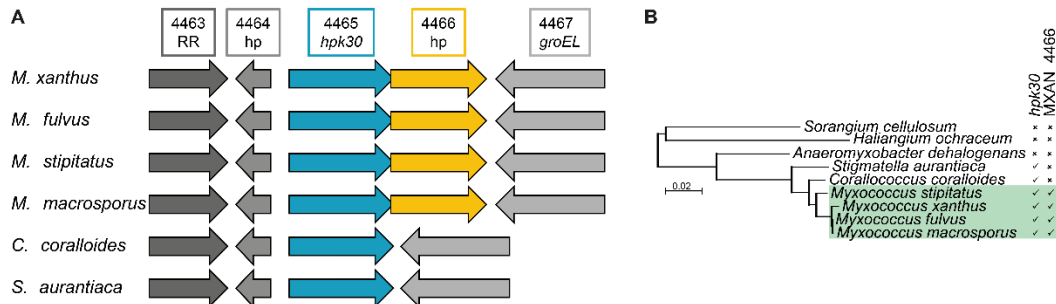 A
4463 4464 4465 4466 4467
RR hp hpk30 hp groEL
M. xanthus
M. fulvus
M. stipitatus
M. macrosporus
C. coralloides
S. aurantiaca
B
hpk30
MXAN 4466
Sorangium cellulosum × ×
Haliangium ochraceum × ×
Anaeromyxobacter dehalogenans × ×
Stigmatella aurantiaca ✓ ×
Corallococcus coralloides ✓ ×
Myxococcus stipitatus ✓ ✓
Myxococcus xanthus ✓ ✓
Myxococcus fulvus ✓ ✓
Myxococcus macrosporus ✓ ✓
0.02